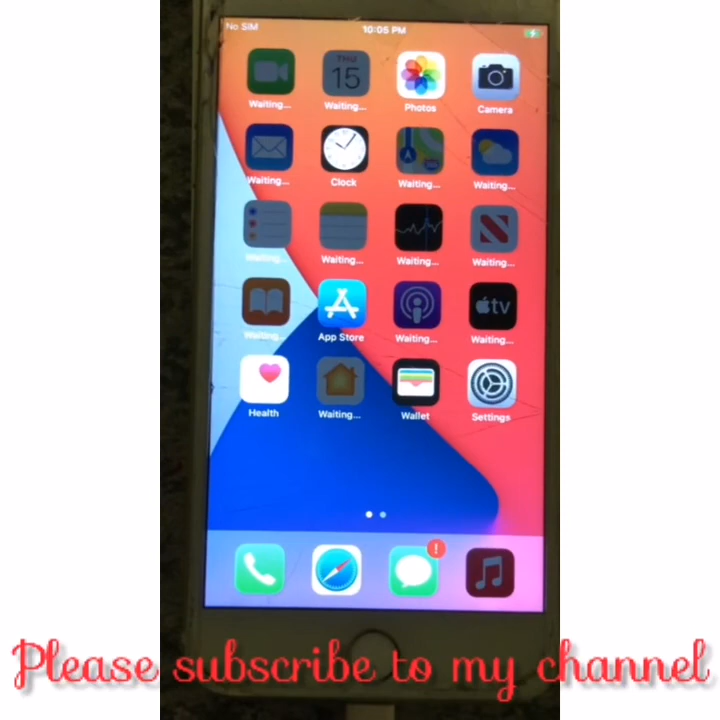 No SIM 10:05 PM
THU
15
Waiting... Waiting... Photos Camera
Waiting... Clock Waiting... Waiting...
Waiting... Waiting... Waiting... Waiting...
tv
Waiting... App Store Waiting... Waiting...
Health Waiting... Wallet Settings
!
Please subscribe to my channel